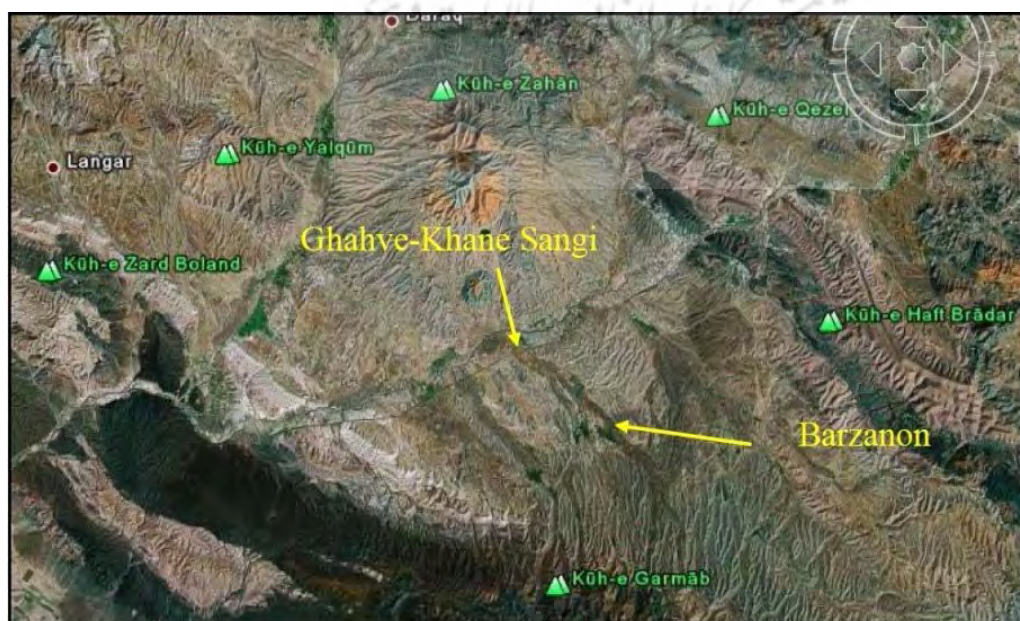 Daraq
Kūh-e Zahān
Kūh-e Qezel
Kūh-e Yalqūm
Langar
Ghahve-Khane Sangi
Kūh-e Zard Boland
Kūh-e Haft Brādar
Barzanon
Kūh-e Garmāb